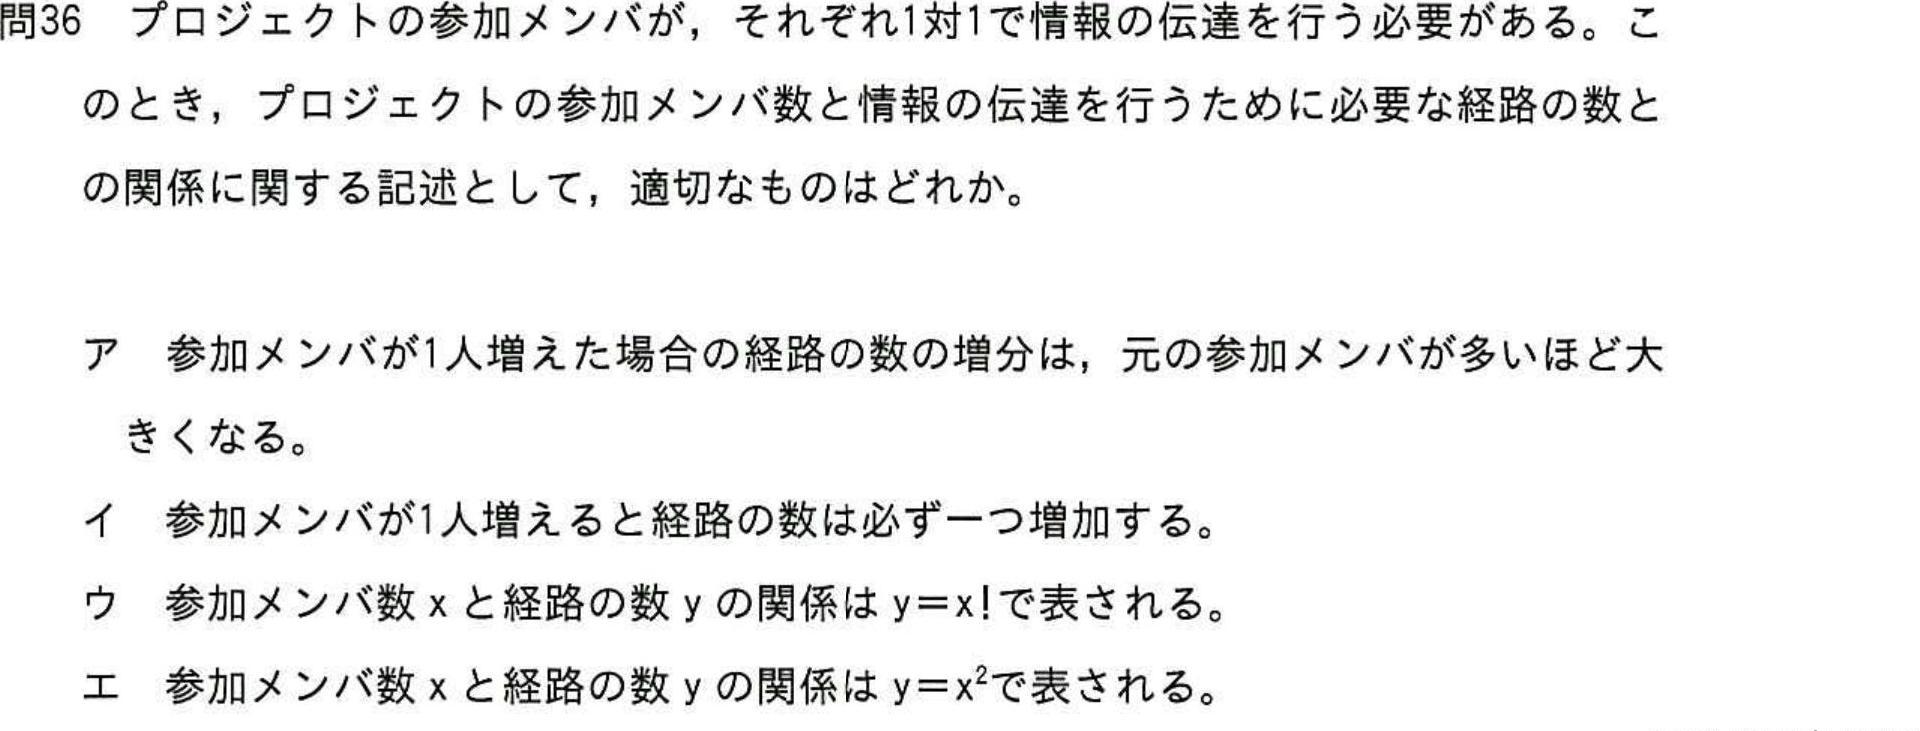 問36　プロジェクトの参加メンバが，それぞれ1対1で情報の伝達を行う必要がある。こ
のとき，プロジェクトの参加メンバ数と情報の伝達を行うために必要な経路の数と
の関係に関する記述として，適切なものはどれか。
ア　参加メンバが1人増えた場合の経路の数の増分は，元の参加メンバが多いほど大
きくなる。
イ　参加メンバが1人増えると経路の数は必ず一つ増加する。
ウ　参加メンバ数 x と経路の数 y の関係は y＝x!で表される。
エ　参加メンバ数 x と経路の数 y の関係は y＝x²で表される。